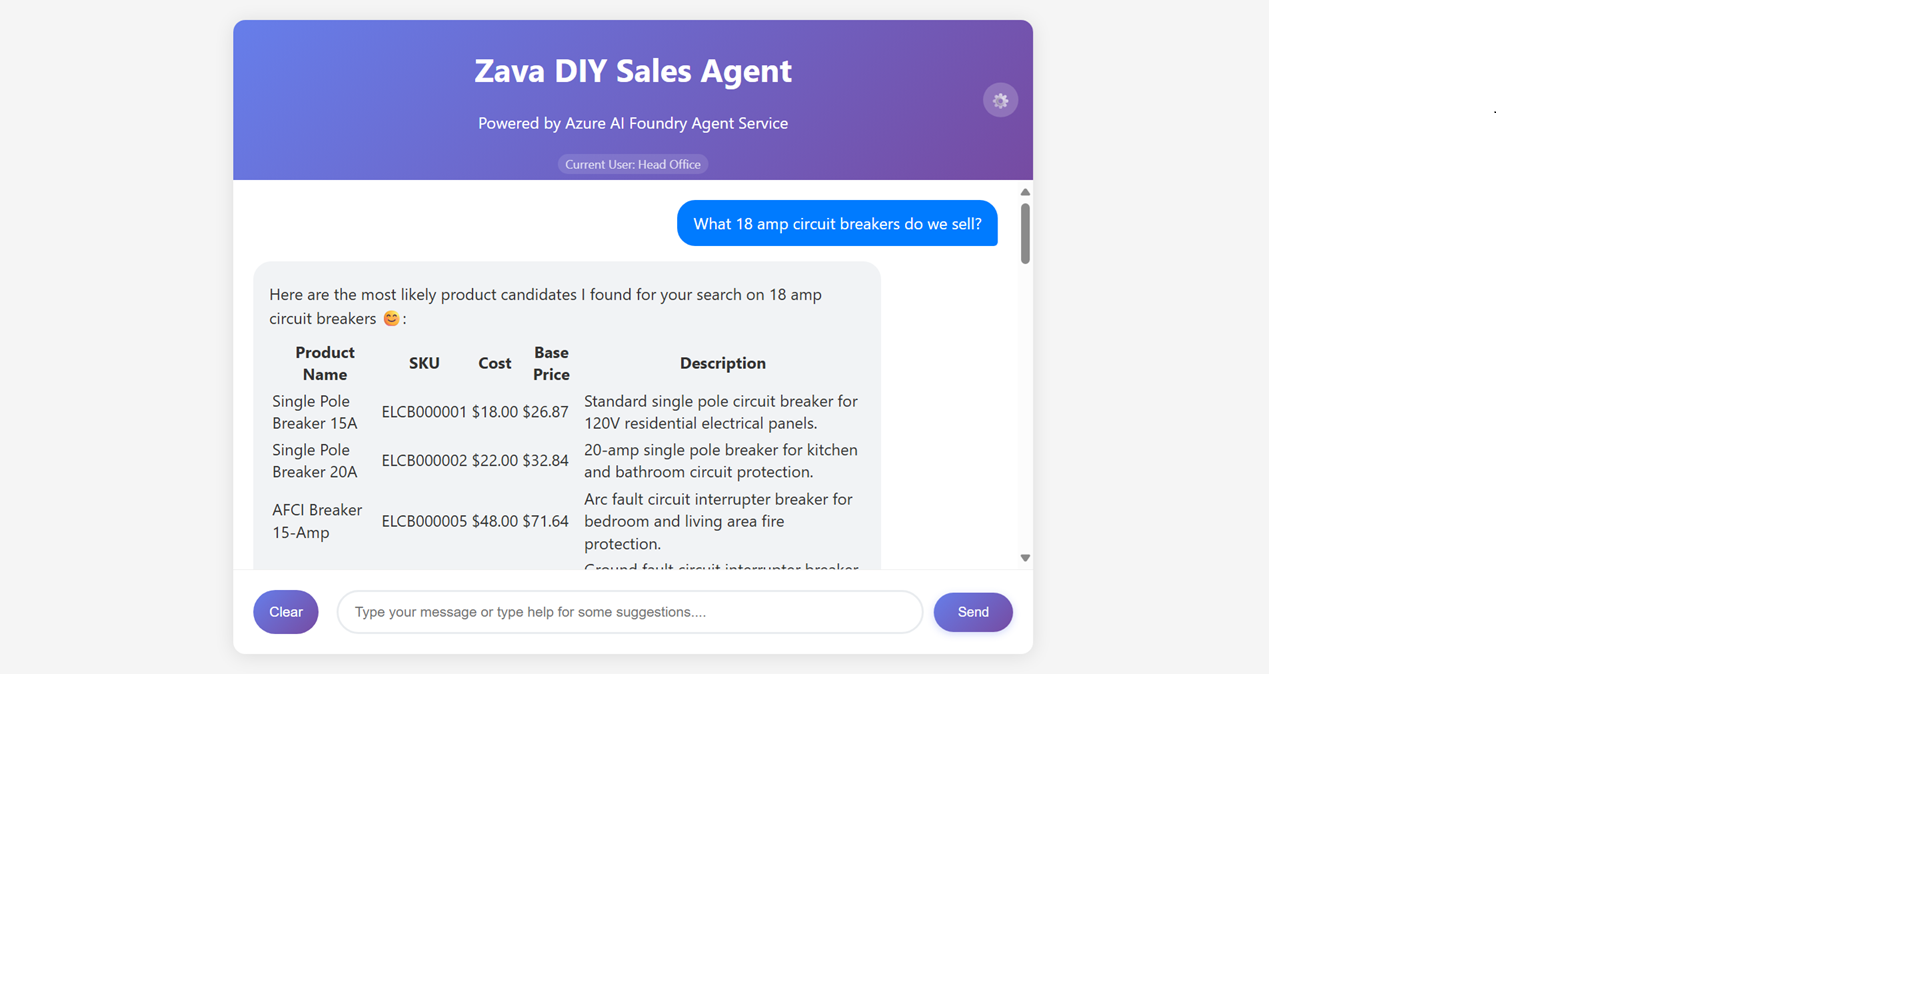 Zava DIY Sales Agent
Powered by Azure AI Foundry Agent Service
Current User: Head Office
What 18 amp circuit breakers do we sell?
Here are the most likely product candidates I found for your search on 18 amp
circuit breakers 😊:
Product Name SKU Cost Base Price Description
Single Pole Breaker 15A ELCB000001 $18.00 $26.87 Standard single pole circuit breaker for 120V residential electrical panels.
Single Pole Breaker 20A ELCB000002 $22.00 $32.84 20-amp single pole breaker for kitchen and bathroom circuit protection.
AFCI Breaker 15-Amp ELCB000005 $48.00 $71.64 Arc fault circuit interrupter breaker for bedroom and living area fire protection.
Ground fault circuit interrupter breaker
Clear
Type your message or type help for some suggestions....
Send